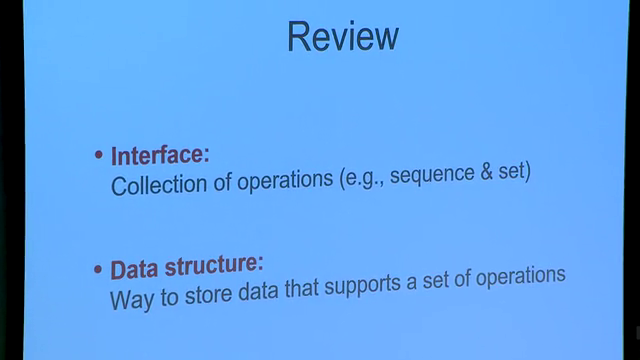 Review
• Interface:
Collection of operations (e.g., sequence & set)
• Data structure:
Way to store data that supports a set of operations